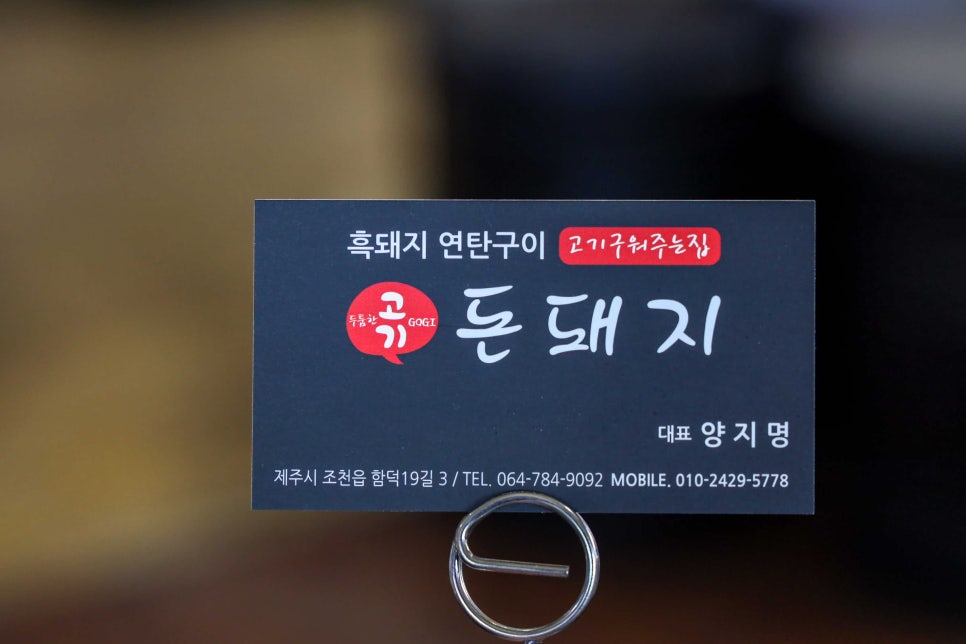 흑돼지 연탄구이 고기구워주는집
두툼한 고기 GOGI 돈돼지
대표 양지명
제주시 조천읍 함덕19길 3 / TEL. 064-784-9092 MOBILE. 010-2429-5778